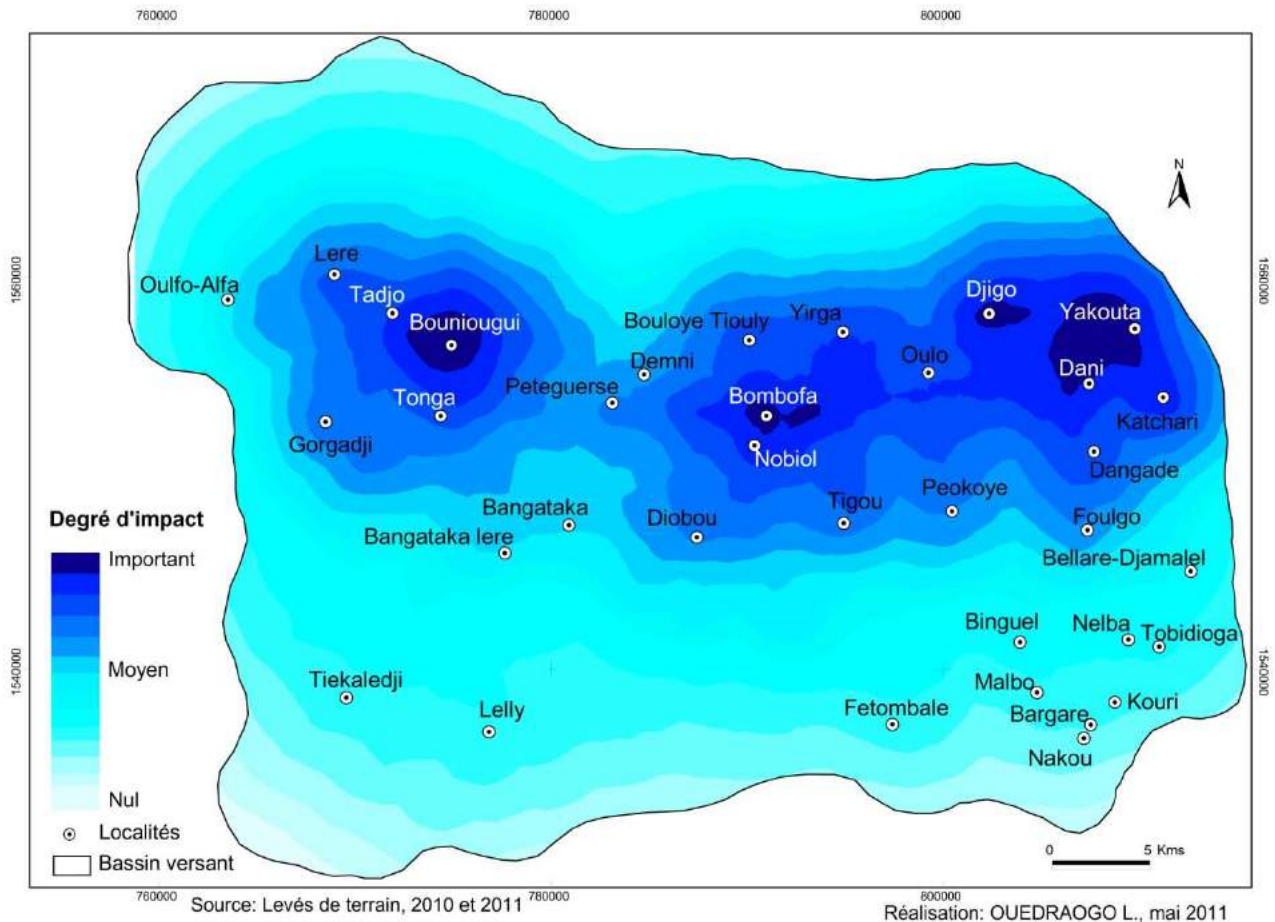 760000 780000 800000
N
Lere
1560000
1560000
Oulfo-Alfa
Tadjo
Djigo
Bouniougui
Bouloye Tiouly
Yirga
Yakouta
Demni
Oulo
Dani
Peteguerse
Tonga
Bombofa
Katchari
Gorgadji
Nobiol
Dangade
Peokoye
Bangataka
Diobou
Tigou
Foulgo
Degré d'impact
Bangataka lere
Important
Bellare-Djamalel
Binguel
Nelba
Tobidioga
Moyen
1540000
1540000
Tiekaledji
Malbo
Lelly
Fetombale
Bargare
Kouri
Nakou
Nul
Localités
Bassin versant
0 5 Kms
760000 780000 800000
Source: Levés de terrain, 2010 et 2011
Réalisation: OUEDRAOGO L., mai 2011